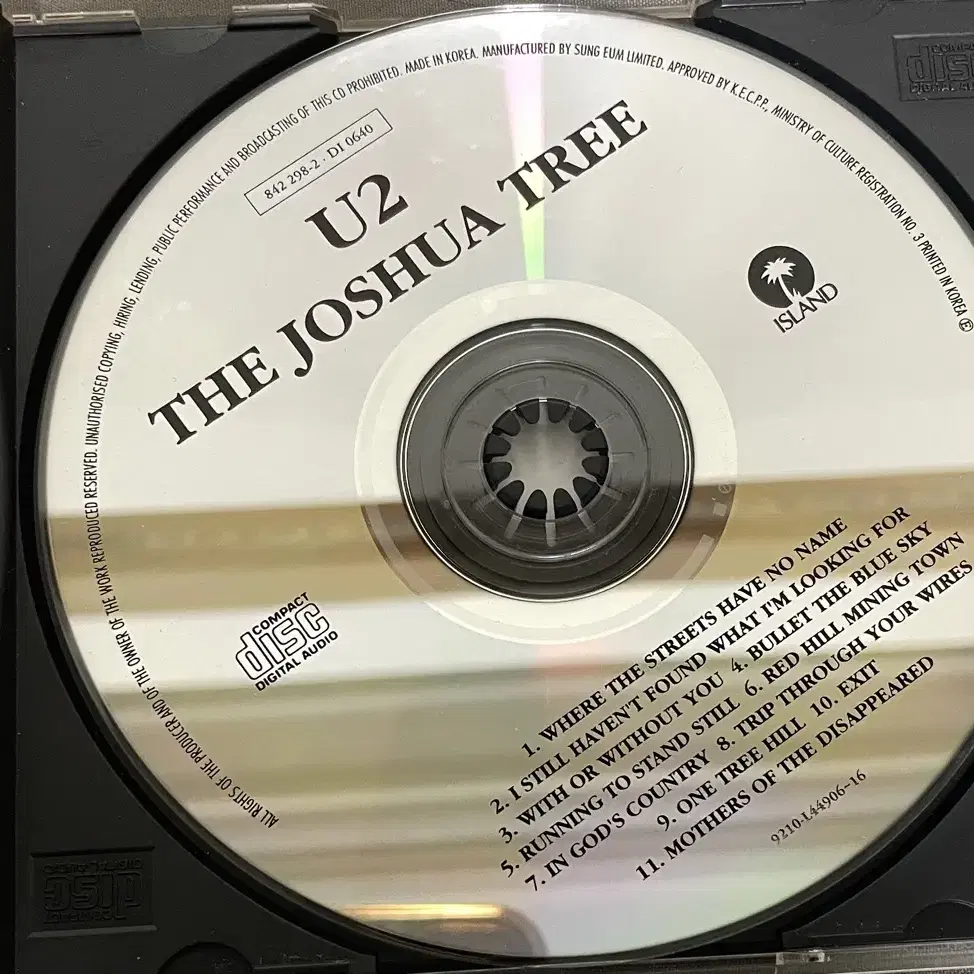 ALL RIGHTS OF THE PRODUCER AND OF THE OWNER OF THE WORK REPRODUCED RESERVED. UNAUTHORISED COPYING, HIRING, LENDING, PUBLIC PERFORMANCE AND BROADCASTING OF THIS CD PROHIBITED. MADE IN KOREA. MANUFACTURED BY SUNG EUM LIMITED. APPROVED BY K.E.C.P.P., MINISTRY OF CULTURE REGISTRATION NO. 3 PRINTED IN KOREA ℗
842 298-2 · DI 0640
U2
THE JOSHUA TREE
ISLAND
COMPACT
disc
DIGITAL AUDIO
1. WHERE THE STREETS HAVE NO NAME
2. I STILL HAVEN'T FOUND WHAT I'M LOOKING FOR
3. WITH OR WITHOUT YOU 4. BULLET THE BLUE SKY
5. RUNNING TO STAND STILL 6. RED HILL MINING TOWN
7. IN GOD'S COUNTRY 8. TRIP THROUGH YOUR WIRES
9. ONE TREE HILL 10. EXIT
11. MOTHERS OF THE DISAPPEARED
9210-L44906-16
COMPACT
disc
DIGITAL AUDIO
disc